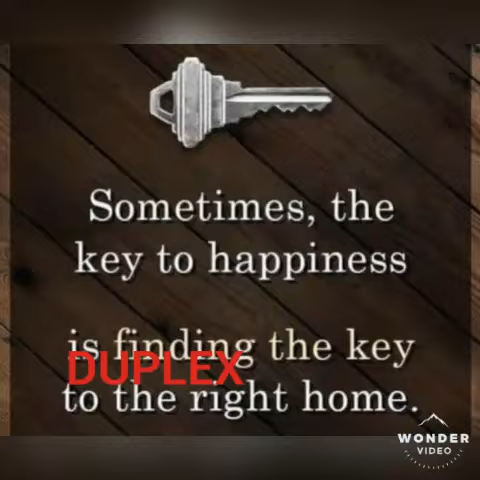 Sometimes, the
key to happiness
is finding the key
DUPLEX
to the right home.
WONDER
VIDEO